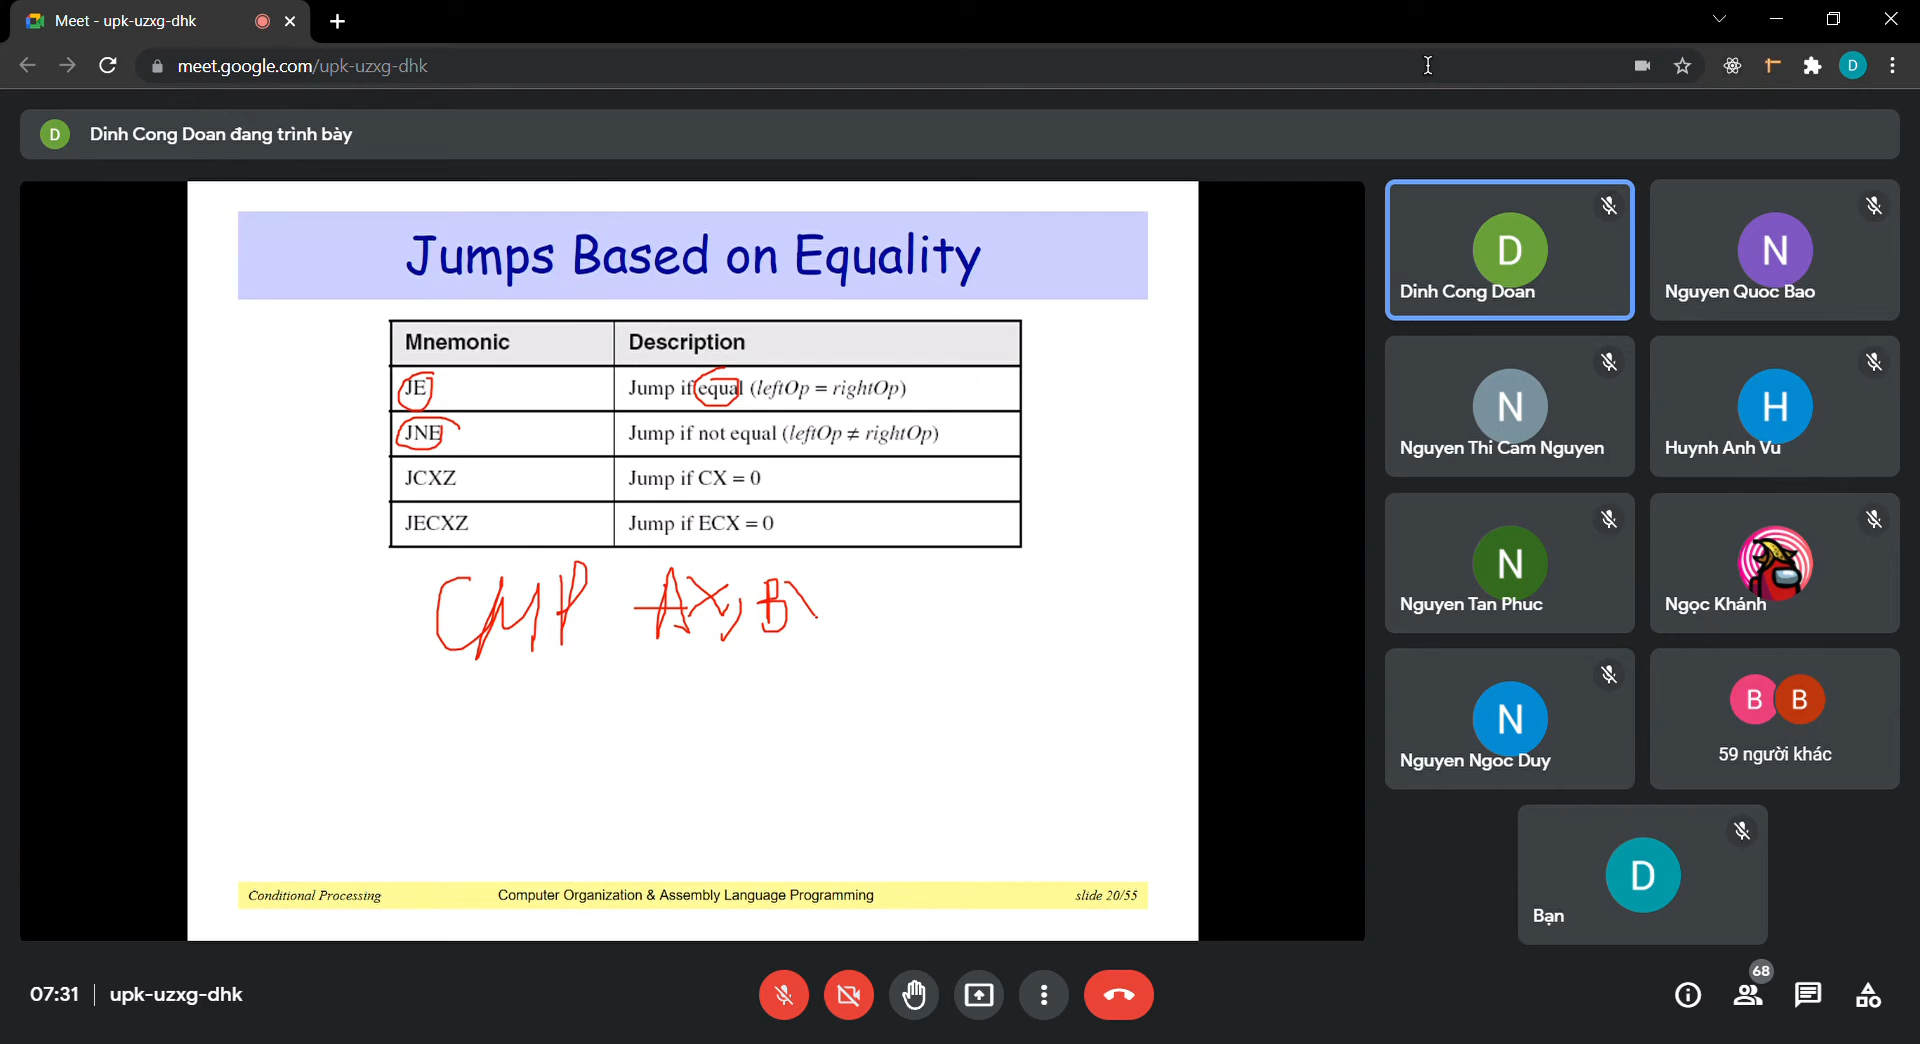 Meet - upk-uzxg-dhk
meet.google.com/upk-uzxg-dhk
D
D
Dinh Cong Doan đang trình bày
Jumps Based on Equality
Mnemonic Description
JE Jump if equal (leftOp = rightOp)
JNE Jump if not equal (leftOp ≠ rightOp)
JCXZ Jump if CX = 0
JECXZ Jump if ECX = 0
CMP AX, BX
Conditional Processing Computer Organization & Assembly Language Programming slide 20/55
D
Dinh Cong Doan
N
Nguyen Quoc Bao
N
Nguyen Thi Cam Nguyen
H
Huynh Anh Vu
N
Nguyen Tan Phuc
Ngọc Khánh
N
Nguyen Ngoc Duy
B B
59 người khác
D
Bạn
07:31 upk-uzxg-dhk
68